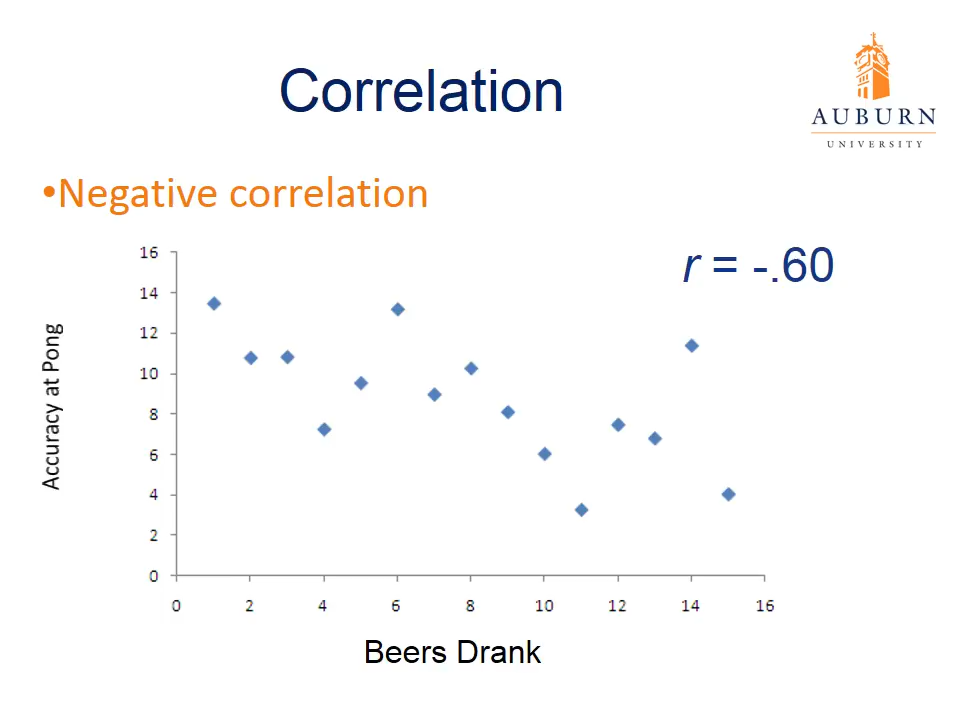 Correlation
AUBURN
UNIVERSITY
•Negative correlation
r = -.60
16
14
12
10
8
6
4
2
0
Accuracy at Pong
0 2 4 6 8 10 12 14 16
Beers Drank